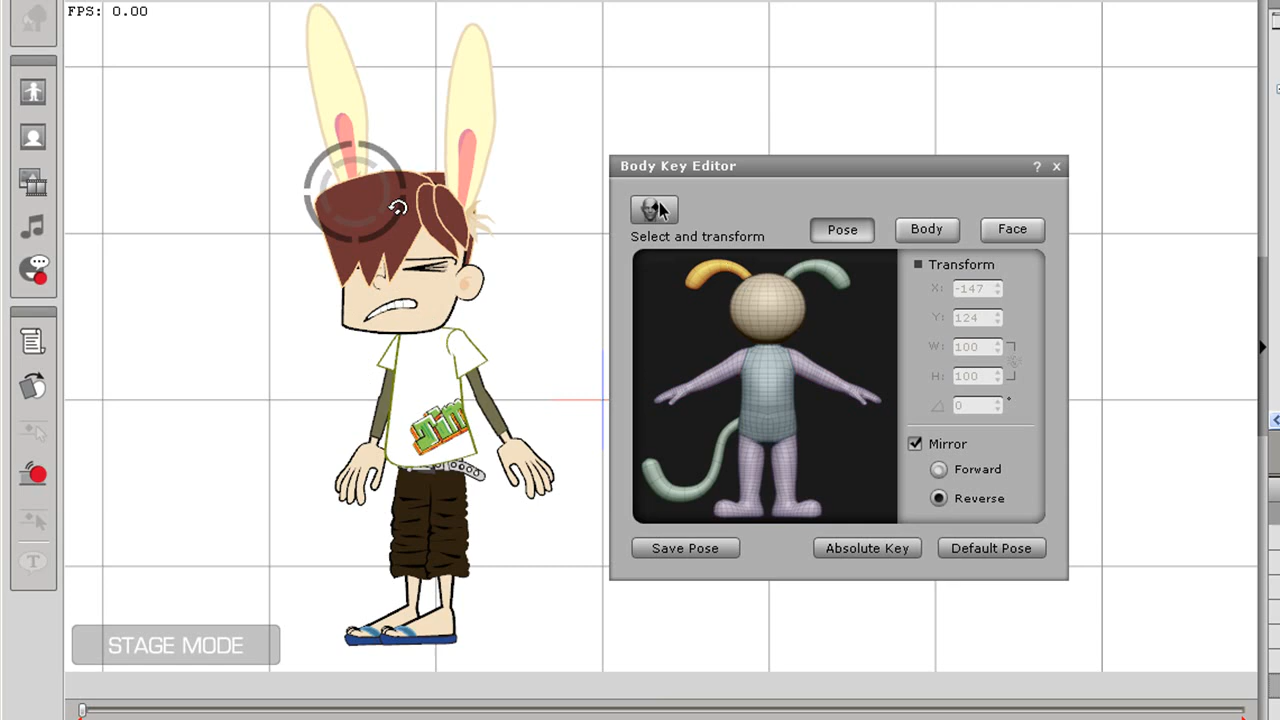 FPS: 0.00
Body Key Editor
?
x
Select and transform
Pose
Body
Face
Transform
X: -147
Y: 124
W: 100
H: 100
0 °
Mirror
Forward
Reverse
Save Pose
Absolute Key
Default Pose
Jim
STAGE MODE
T